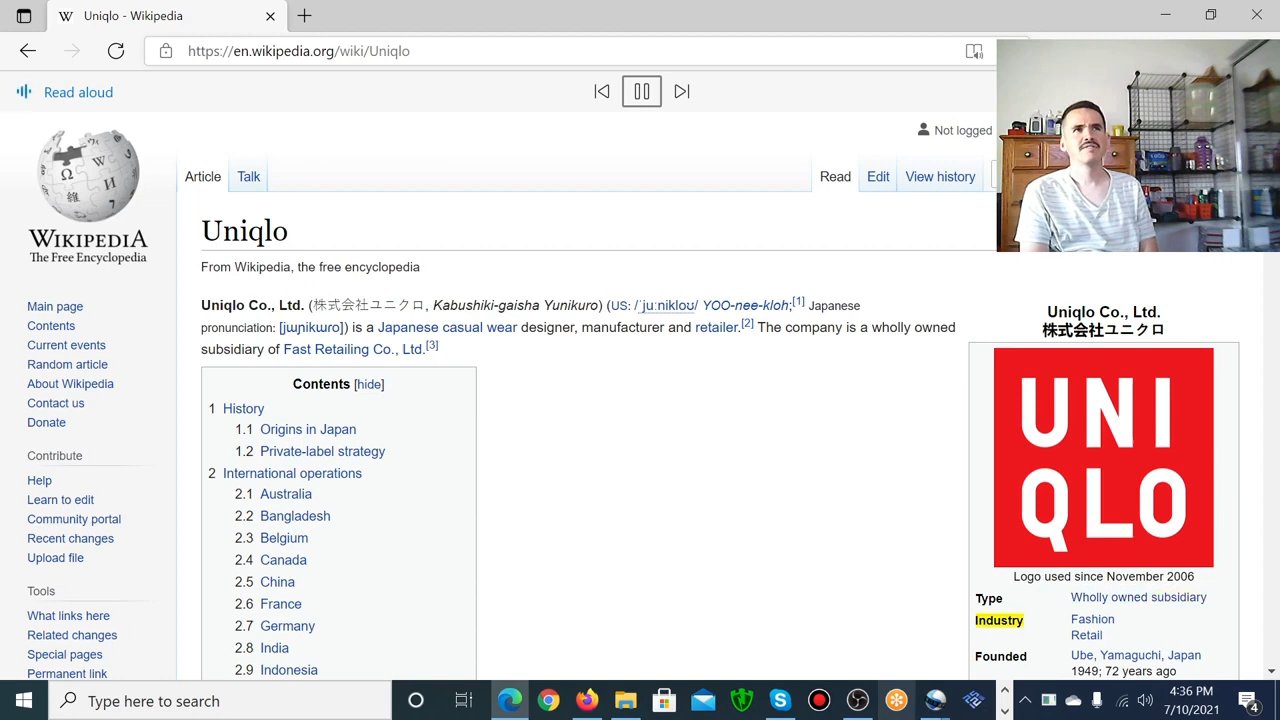 Uniqlo - Wikipedia
https://en.wikipedia.org/wiki/Uniqlo
Read aloud
Not logged
Article
Talk
Read
Edit
View history
WIKIPEDIA
The Free Encyclopedia
Main page
Contents
Current events
Random article
About Wikipedia
Contact us
Donate
Contribute
Help
Learn to edit
Community portal
Recent changes
Upload file
Tools
What links here
Related changes
Special pages
Permanent link
Uniqlo
From Wikipedia, the free encyclopedia
Uniqlo Co., Ltd. (株式会社ユニクロ, Kabushiki-gaisha Yunikuro) (US: /ˈjuːnikloʊ/ YOO-nee-kloh;[1] Japanese
pronunciation: [jɯɲikɯɾo]) is a Japanese casual wear designer, manufacturer and retailer.[2] The company is a wholly owned
subsidiary of Fast Retailing Co., Ltd.[3]
Contents [hide]
1 History
1.1 Origins in Japan
1.2 Private-label strategy
2 International operations
2.1 Australia
2.2 Bangladesh
2.3 Belgium
2.4 Canada
2.5 China
2.6 France
2.7 Germany
2.8 India
2.9 Indonesia
Uniqlo Co., Ltd.
株式会社ユニクロ
UNI
QLO
Logo used since November 2006
Type Wholly owned subsidiary
Industry Fashion
Retail
Founded Ube, Yamaguchi, Japan
1949; 72 years ago
Type here to search
4:36 PM
7/10/2021
4